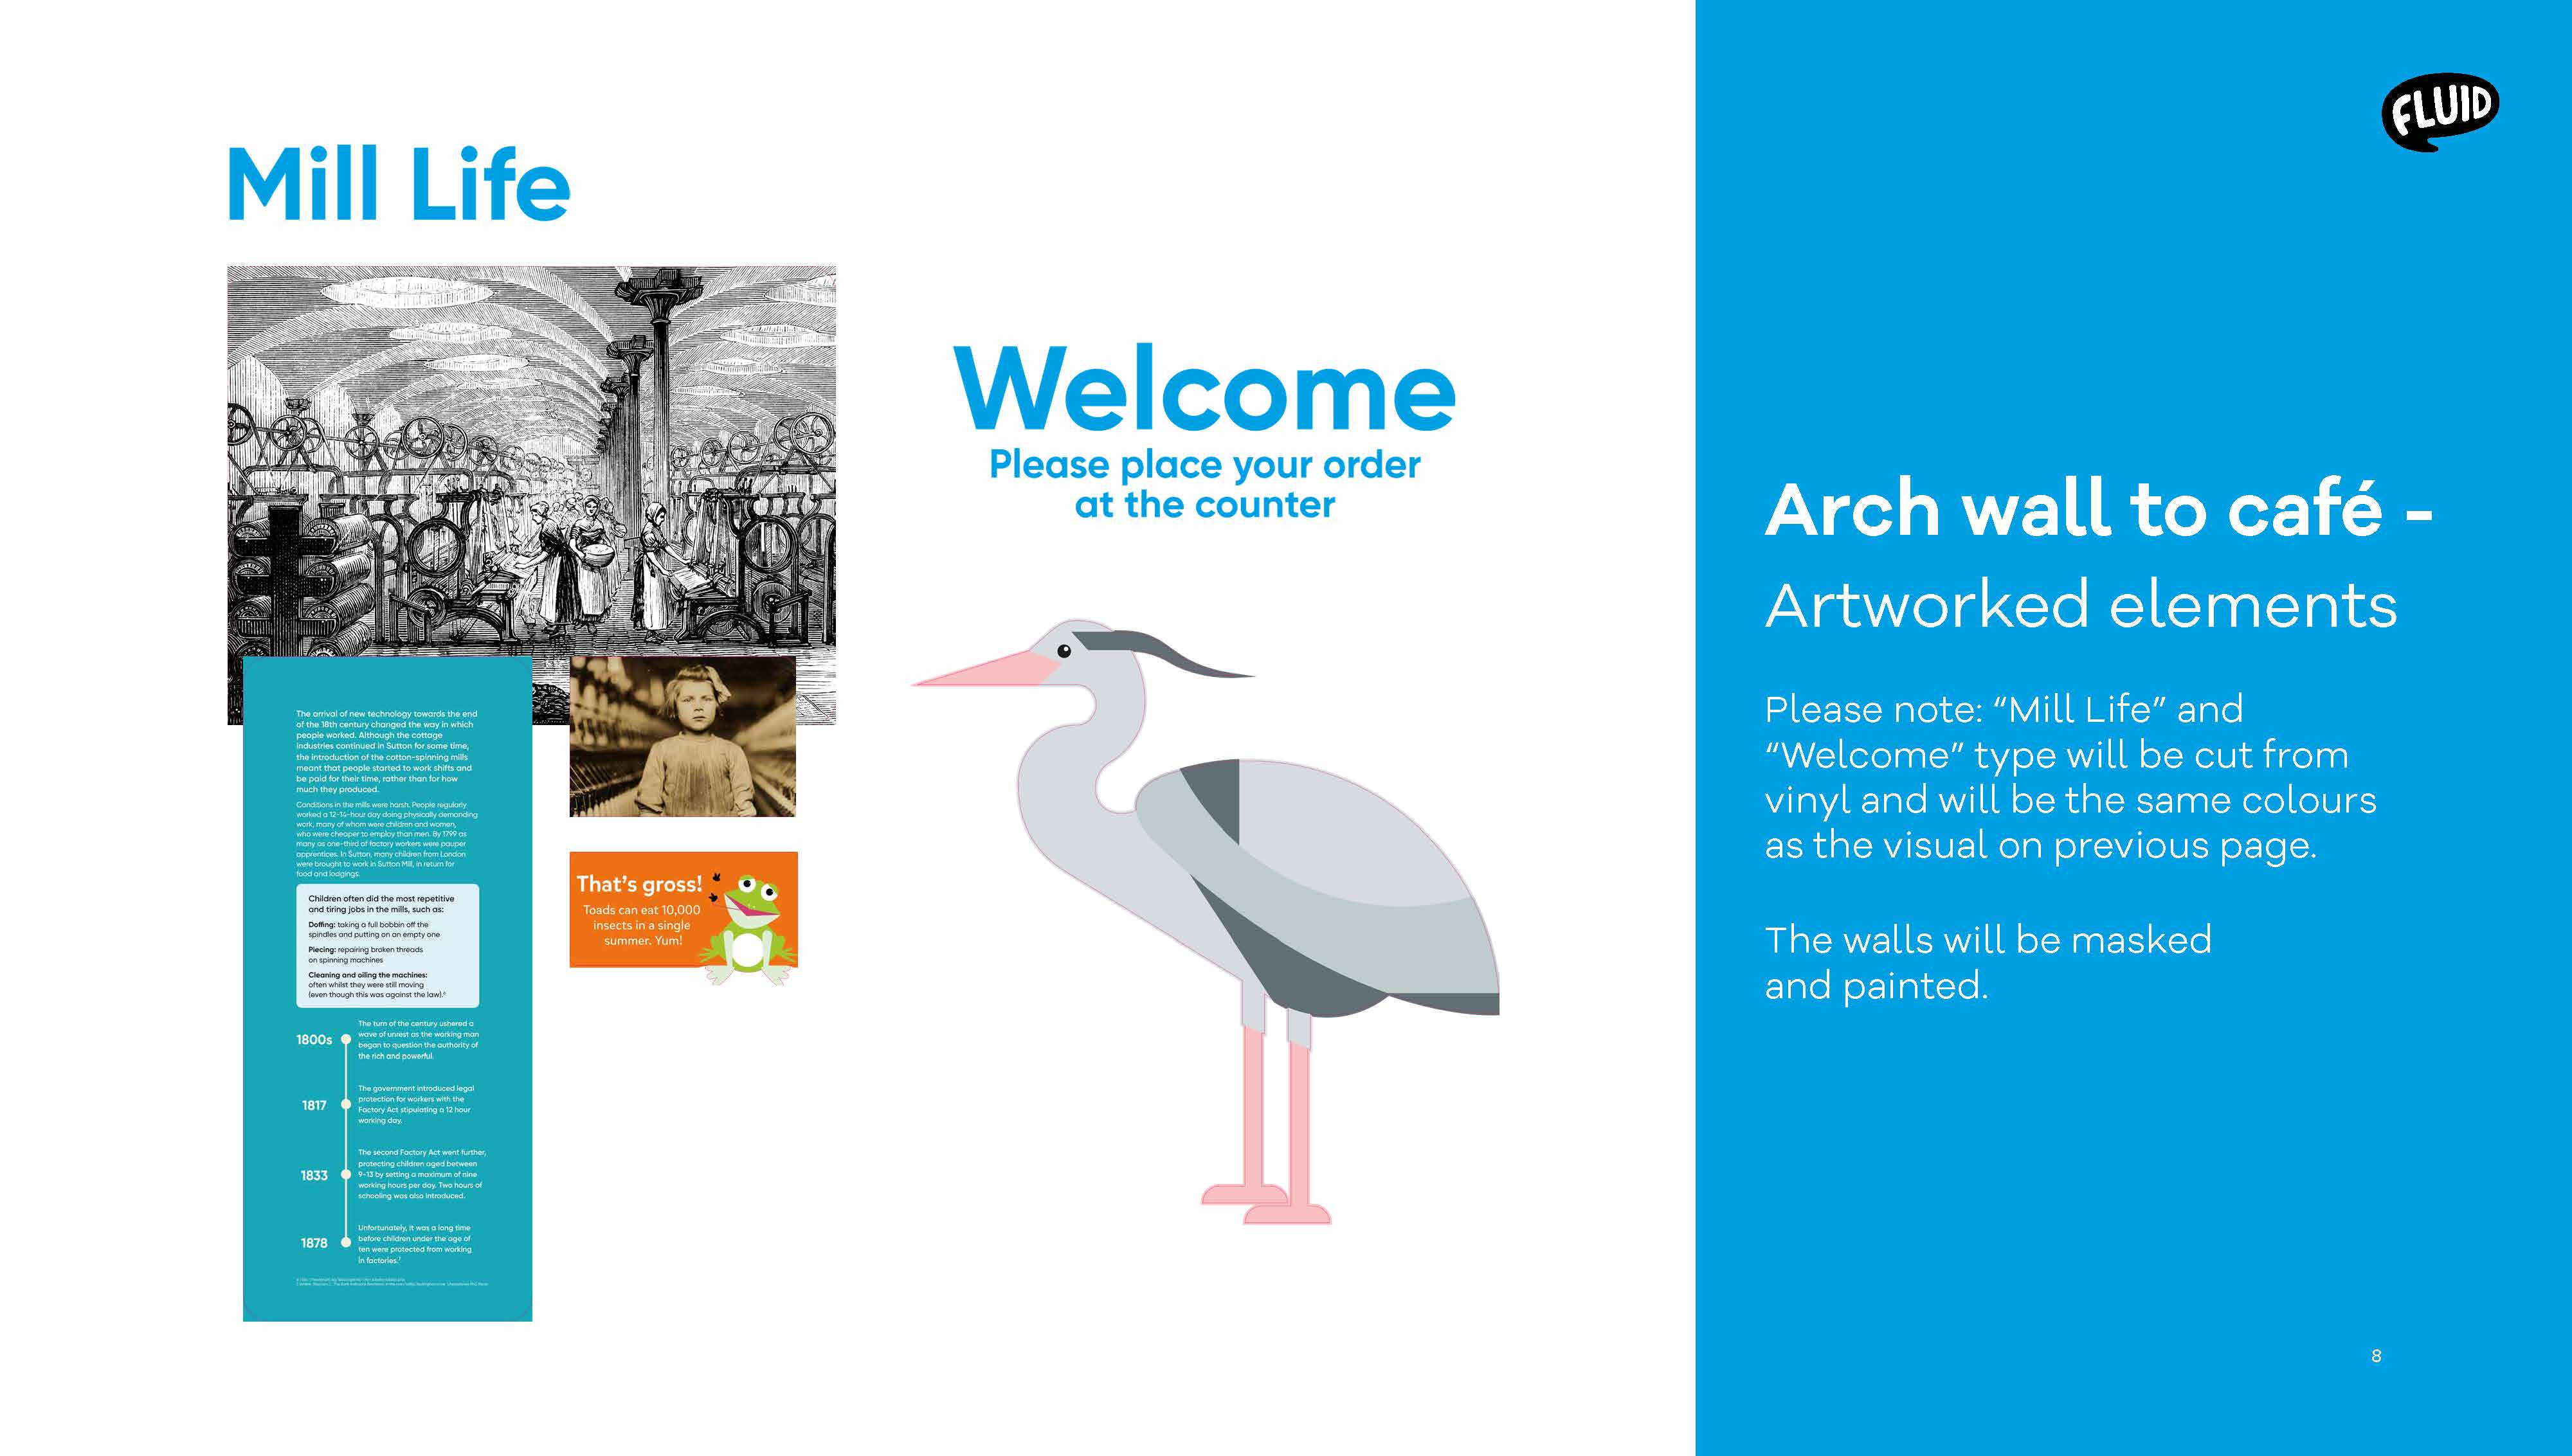 Mill Life
Welcome
Please place your order
at the counter
The arrival of new technology towards the end
of the 18th century changed the way in which
people worked. Although the cottage
industries continued in Sutton for some time,
the introduction of the cotton-spinning mills
meant that people started to work shifts and
be paid for their time, rather than for how
much they produced.
Conditions in the mills were harsh. People regularly
worked a 12-14-hour day doing physically demanding
work, many of whom were children and women,
who were cheaper to employ than men. By 1799 as
many as one-third of factory workers were pauper
apprentices. In Sutton, many children from London
were brought to work in Sutton Mill, in return for
food and lodgings.
Children often did the most repetitive
and tiring jobs in the mills, such as:
Doffing: taking a full bobbin off the
spindles and putting on an empty one
Piecing: repairing broken threads
on spinning machines
Cleaning and oiling the machines:
often whilst they were still moving
(even though this was against the law).⁶
1800s
The turn of the century ushered a
wave of unrest as the working man
began to question the authority of
the rich and powerful.
1817
The government introduced legal
protection for workers with the
Factory Act stipulating a 12 hour
working day.
1833
The second Factory Act went further,
protecting children aged between
9-13 by setting a maximum of nine
working hours per day. Two hours of
schooling was also introduced.
1878
Unfortunately, it was a long time
before children under the age of
ten were protected from working
in factories.⁷
That's gross!
Toads can eat 10,000
insects in a single
summer. Yum!
FLUID
Arch wall to café -
Artworked elements
Please note: “Mill Life” and
“Welcome” type will be cut from
vinyl and will be the same colours
as the visual on previous page.
The walls will be masked
and painted.
8